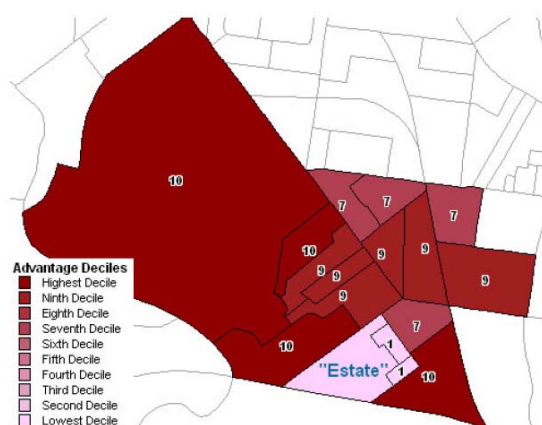 10
7
7
7
10
9
9
9
9
9
9
7
10
1
"Estate"
1
10
Advantage Deciles
Highest Decile
Ninth Decile
Eighth Decile
Seventh Decile
Sixth Decile
Fifth Decile
Fourth Decile
Third Decile
Second Decile
Lowest Decile